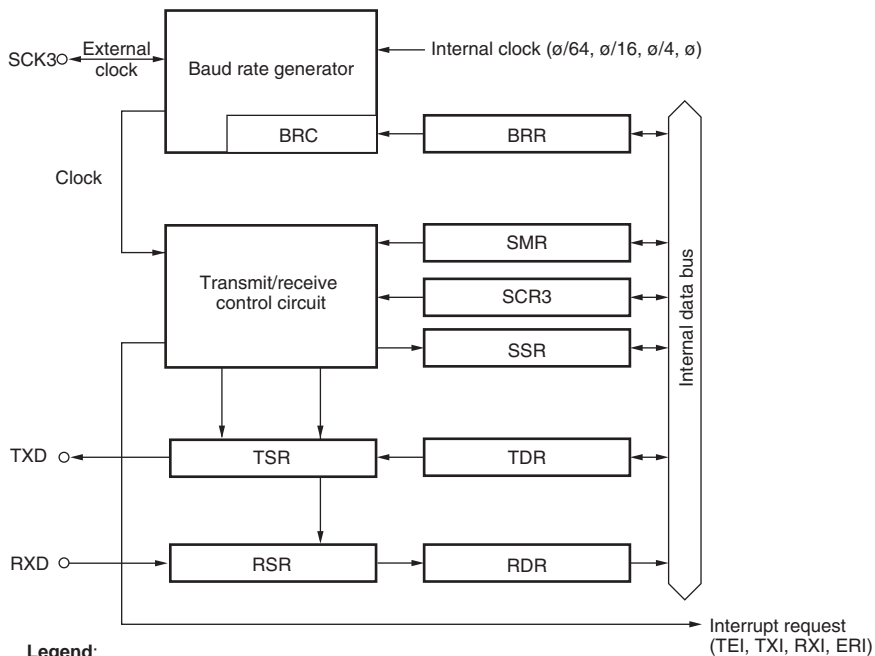 SCK3
External
clock
Baud rate generator
Internal clock (ø/64, ø/16, ø/4, ø)
BRC
BRR
Clock
Transmit/receive
control circuit
SMR
SCR3
SSR
Internal data bus
TXD
TSR
TDR
RXD
RSR
RDR
Interrupt request
(TEI, TXI, RXI, ERI)
Legend: